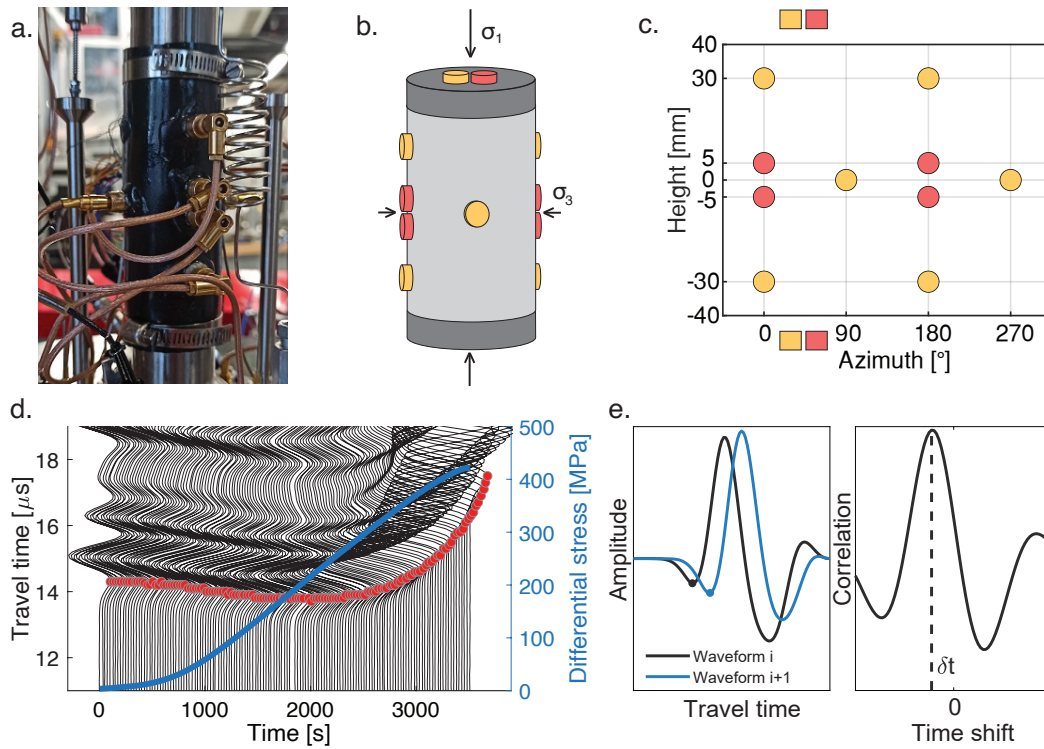 a.
b.
σ1
σ3
c.
Height [mm]
40
30
5
0
-5
-30
-40
0 90 180 270
Azimuth [°]
d.
Travel time [μs]
18
16
14
12
0 1000 2000 3000
Time [s]
500
400
300
200
100
0
Differential stress [MPa]
e.
Amplitude
Waveform i
Waveform i+1
Travel time
Correlation
δt
0
Time shift